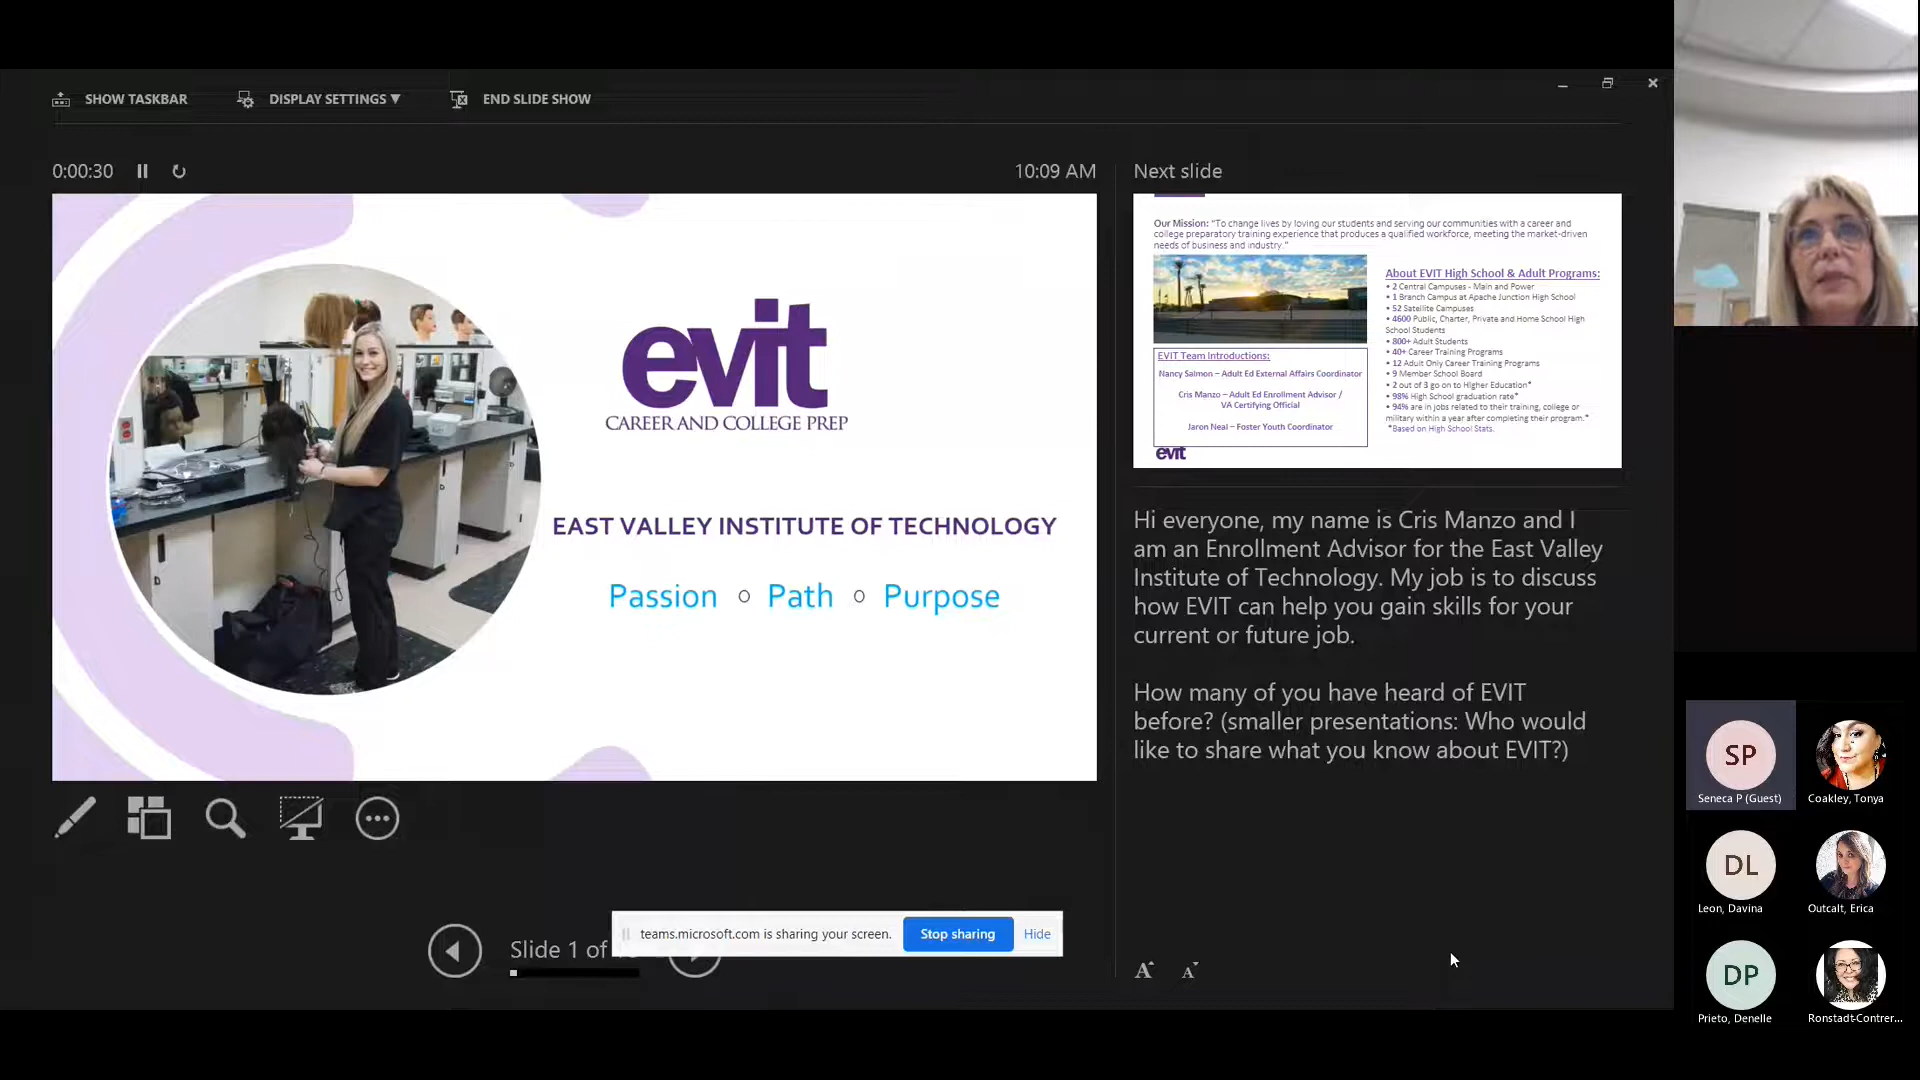 SHOW TASKBAR
DISPLAY SETTINGS ▼
END SLIDE SHOW
0:00:30
10:09 AM
Next slide
evit
CAREER AND COLLEGE PREP
EAST VALLEY INSTITUTE OF TECHNOLOGY
Passion o Path o Purpose
Our Mission: "To change lives by loving our students and serving our communities with a career and
college preparatory training experience that produces a qualified workforce, meeting the market-driven
needs of business and industry."
About EVIT High School & Adult Programs:
• 2 Central Campuses - Main and Power
• 1 Branch Campus at Apache Junction High School
• 52 Satellite Campuses
• 4600 Public, Charter, Private and Home School High
School Students
• 800+ Adult Students
• 40+ Career Training Programs
• 12 Adult Only Career Training Programs
• 9 Member School Board
• 2 out of 3 go on to Higher Education*
• 98% High School graduation rate*
• 94% are in jobs related to their training, college or
military within a year after completing their program.*
*Based on High School Stats.
EVIT Team Introductions:
Nancy Salmon – Adult Ed External Affairs Coordinator
Cris Manzo – Adult Ed Enrollment Advisor /
VA Certifying Official
Jaron Neal – Foster Youth Coordinator
evit
Hi everyone, my name is Cris Manzo and I
am an Enrollment Advisor for the East Valley
Institute of Technology. My job is to discuss
how EVIT can help you gain skills for your
current or future job.
How many of you have heard of EVIT
before? (smaller presentations: Who would
like to share what you know about EVIT?)
Slide 1 of
teams.microsoft.com is sharing your screen.
Stop sharing
Hide
A A
SP
Seneca P (Guest)
Coakley, Tonya
DL
Leon, Davina
Outcalt, Erica
DP
Prieto, Denelle
Ronstadt-Contrer...